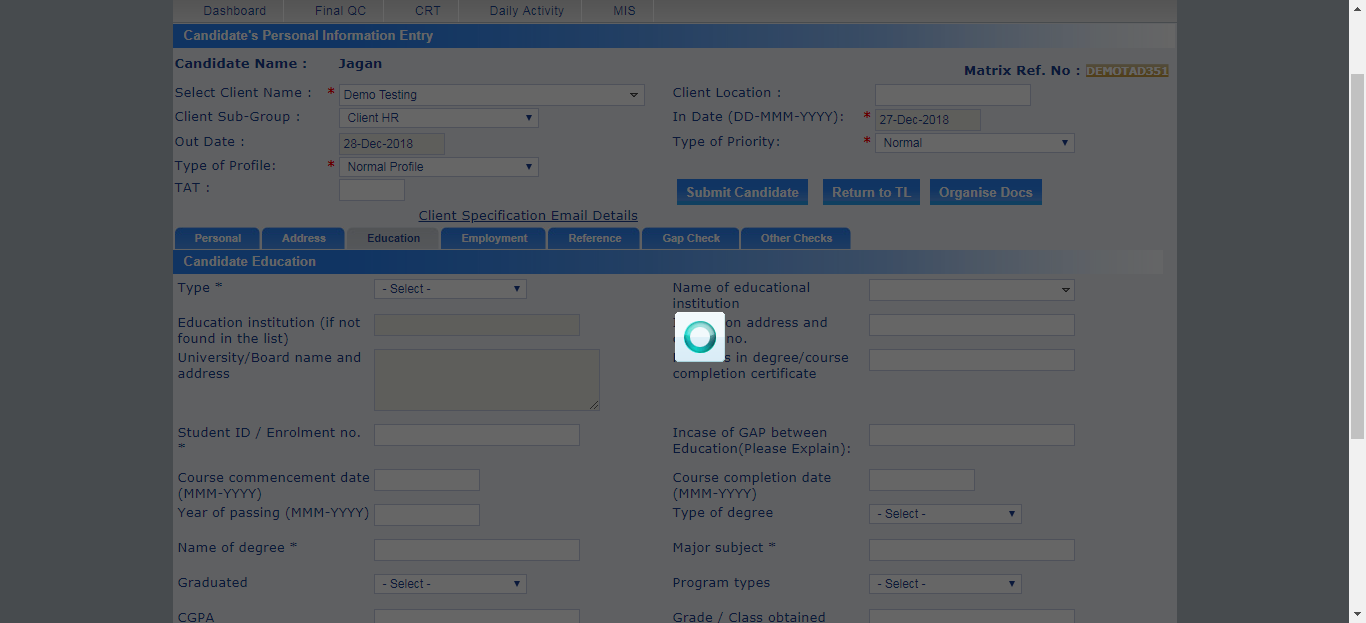 Dashboard Final QC CRT Daily Activity MIS
Candidate's Personal Information Entry
Candidate Name : Jagan
Matrix Ref. No : DEMOTAD351
Select Client Name : * Demo Testing
Client Location :
Client Sub-Group : Client HR
In Date (DD-MMM-YYYY): * 27-Dec-2018
Out Date : 28-Dec-2018
Type of Priority: * Normal
Type of Profile: * Normal Profile
TAT :
Submit Candidate Return to TL Organise Docs
Client Specification Email Details
Personal Address Education Employment Reference Gap Check Other Checks
Candidate Education
Type * - Select -
Name of educational
institution
Education institution (if not
found in the list)
on address and
no.
University/Board name and
address
in degree/course
completion certificate
Student ID / Enrolment no.
*
Incase of GAP between
Education(Please Explain):
Course commencement date
(MMM-YYYY)
Course completion date
(MMM-YYYY)
Year of passing (MMM-YYYY)
Type of degree - Select -
Name of degree *
Major subject *
Graduated - Select -
Program types - Select -
CGPA
Grade / Class obtained